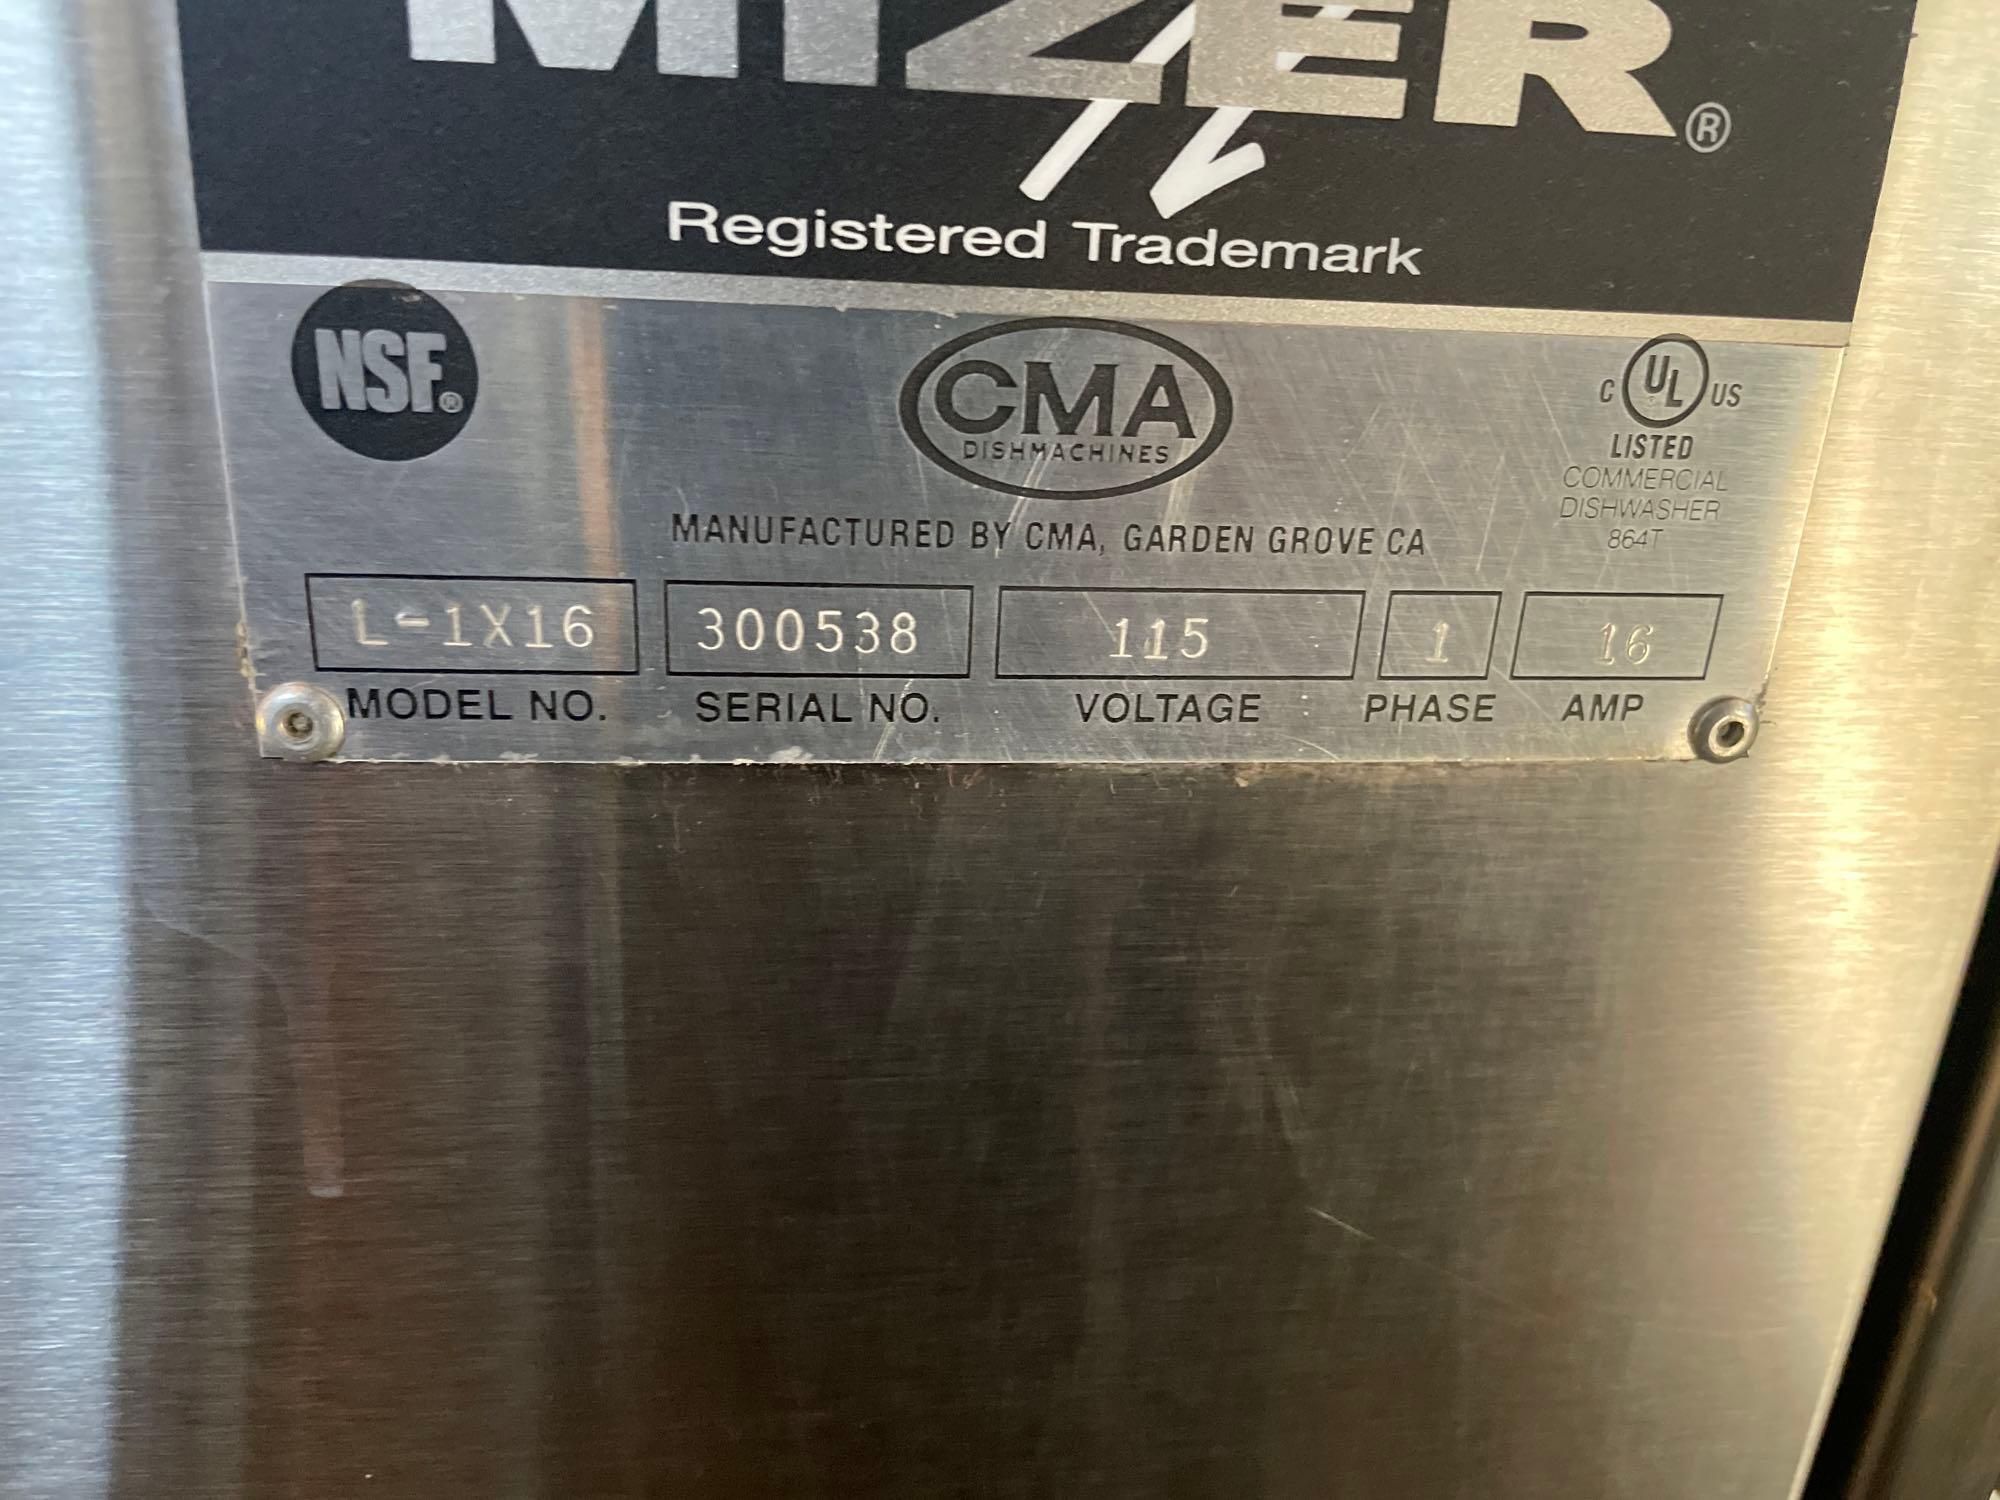 MIZER®
Registered Trademark
NSF®
CMA
DISHMACHINES
C UL US
LISTED
COMMERCIAL
DISHWASHER
864T
MANUFACTURED BY CMA, GARDEN GROVE CA
L-1X16 300538 115 1 16
MODEL NO. SERIAL NO. VOLTAGE PHASE AMP